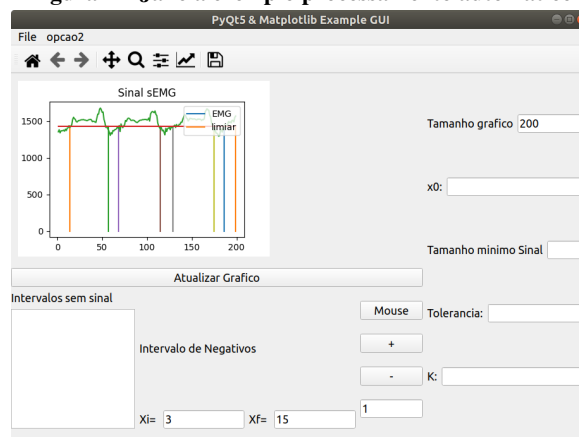 PyQt5 & Matplotlib Example GUI
File opcao2
Sinal sEMG
EMG
limiar
1500
1000
500
0
0 50 100 150 200
Tamanho grafico 200
x0:
Tamanho minimo Sinal
Atualizar Grafico
Intervalos sem sinal
Mouse
Tolerancia:
Intervalo de Negativos
+
-
K:
1
Xi= 3 Xf= 15